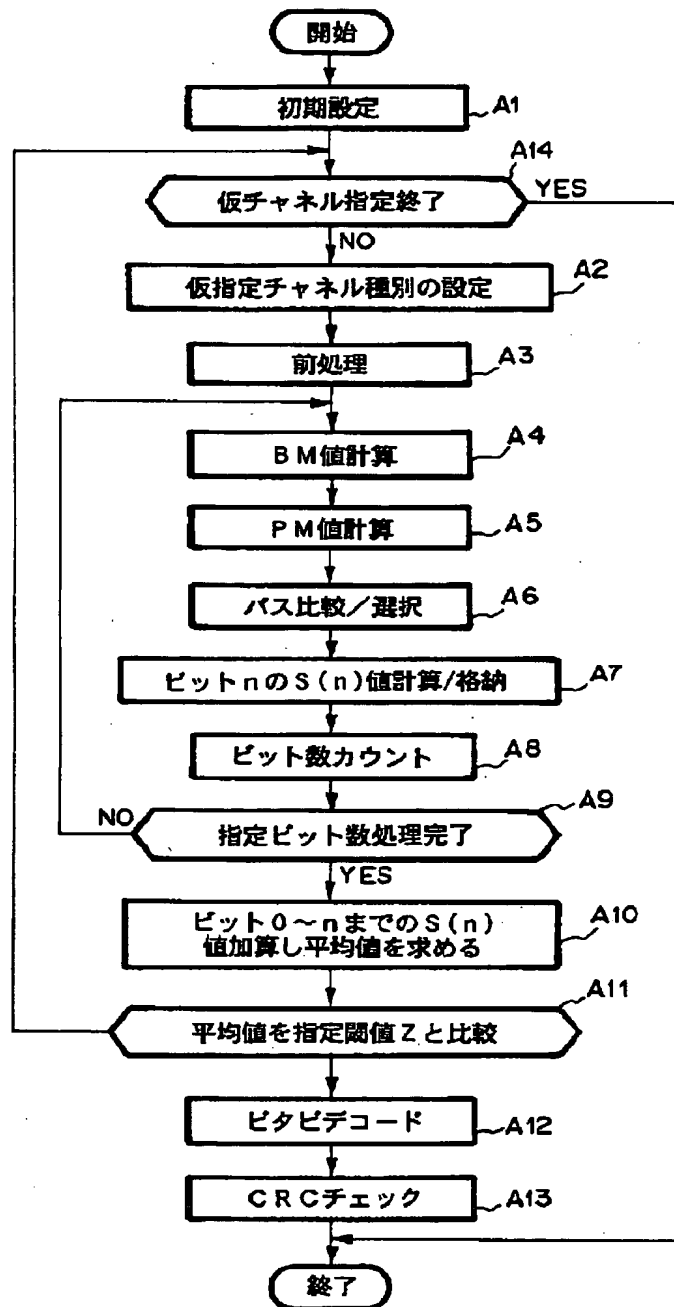 開始
初期設定
A1
A14
仮チャネル指定終了
YES
NO
仮指定チャネル種別の設定
A2
前処理
A3
BM値計算
A4
PM値計算
A5
パス比較/選択
A6
ビットnのS(n)値計算/格納
A7
ビット数カウント
A8
A9
NO
指定ビット数処理完了
YES
ビット0~nまでのS(n)
値加算し平均値を求める
A10
A11
平均値を指定閾値Zと比較
ビタビデコード
A12
CRCチェック
A13
終了